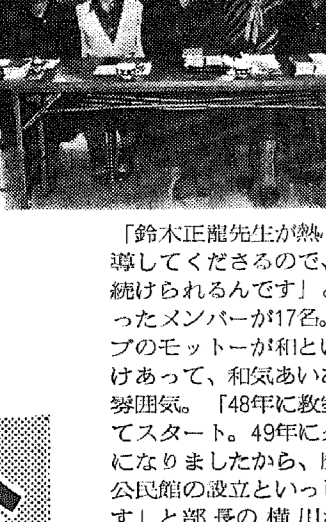 「鈴木正龍先生が熱
導してくださるので、
続けられるんです」
ったメンバーが17名。
プのモットーが和とい
けあって、和気あい
雰囲気。「48年に教
てスタート。49年に
になりましたから、
公民館の設立といっ
す」と部長の横川